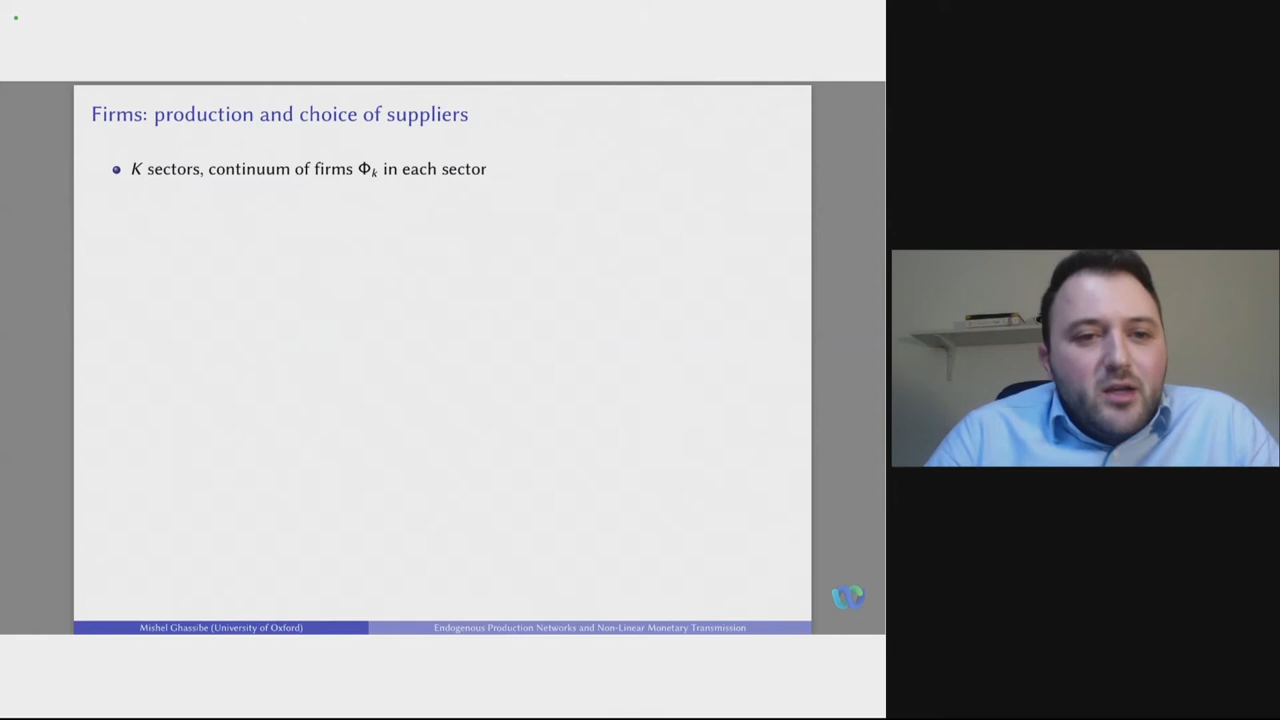 Firms: production and choice of suppliers
K sectors, continuum of firms Φₖ in each sector
Mishel Ghassibe (University of Oxford)
Endogenous Production Networks and Non-Linear Monetary Transmission